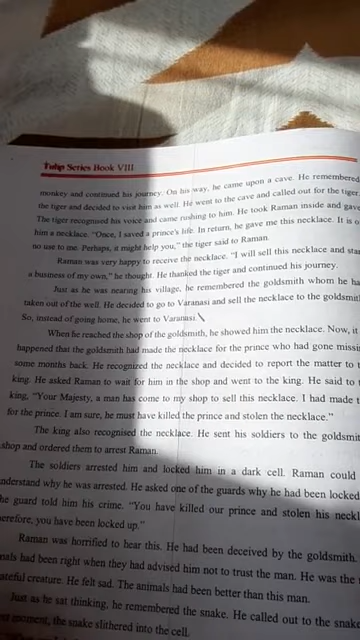 Tulip Series Book VIII
monkey and continued his journey. On his way, he came upon a cave. He remembered
the tiger and decided to visit him as well. He went to the cave and called out for the tiger.
The tiger recognised his voice and came rushing to him. He took Raman inside and gave
him a necklace. “Once, I saved a prince's life. In return, he gave me this necklace. It is o
no use to me. Perhaps, it might help you,” the tiger said to Raman.
Raman was very happy to receive the necklace. “I will sell this necklace and star
a business of my own,” he thought. He thanked the tiger and continued his journey.
Just as he was nearing his village, he remembered the goldsmith whom he ha
taken out of the well. He decided to go to Varanasi and sell the necklace to the goldsmit
So, instead of going home, he went to Varanasi.
When he reached the shop of the goldsmith, he showed him the necklace. Now, it
happened that the goldsmith had made the necklace for the prince who had gone missi
some months back. He recognized the necklace and decided to report the matter to t
king. He asked Raman to wait for him in the shop and went to the king. He said to t
king, “Your Majesty, a man has come to my shop to sell this necklace. I had made t
for the prince. I am sure, he must have killed the prince and stolen the necklace.”
The king also recognised the necklace. He sent his soldiers to the goldsmit
shop and ordered them to arrest Raman.
The soldiers arrested him and locked him in a dark cell. Raman could
nderstand why he was arrested. He asked one of the guards why he had been locked
he guard told him his crime. “You have killed our prince and stolen his neckl
erefore, you have been locked up.”
Raman was horrified to hear this. He had been deceived by the goldsmith.
mals had been right when they had advised him not to trust the man. He was the
ateful creature. He felt sad. The animals had been better than this man.
Just as he sat thinking, he remembered the snake. He called out to the snake
moment, the snake slithered into the cell.